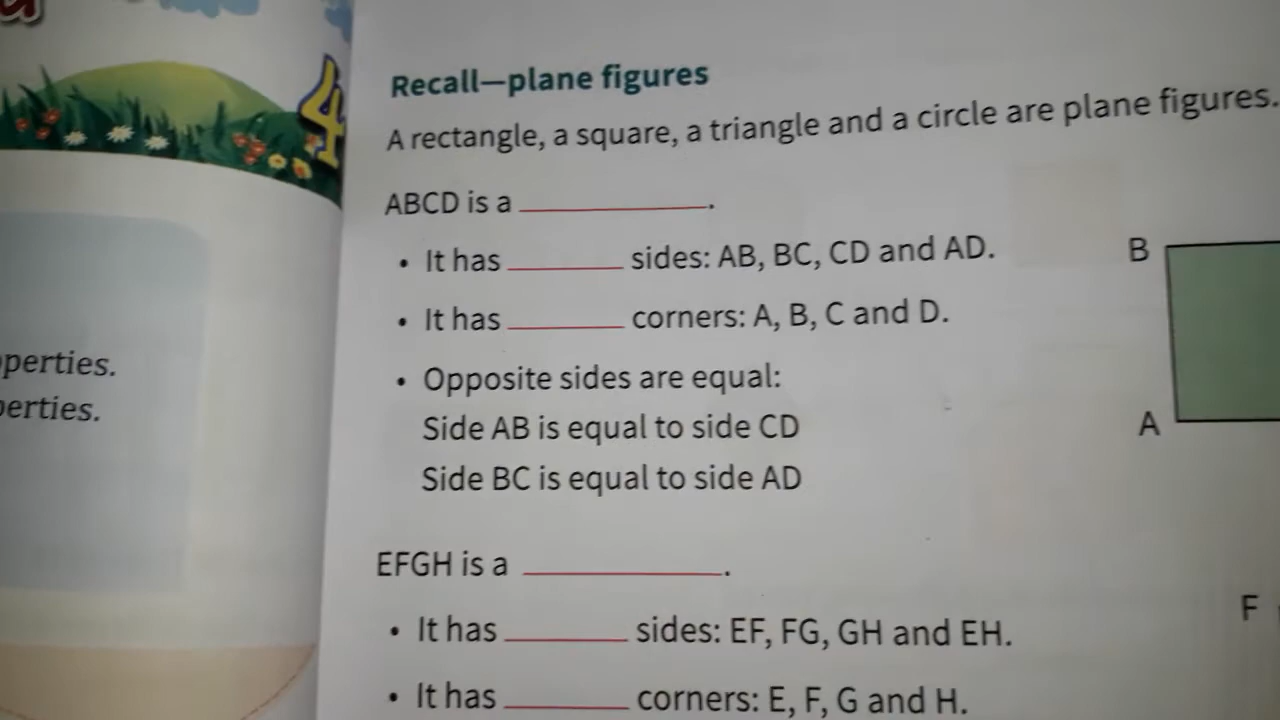 4
Recall—plane figures
A rectangle, a square, a triangle and a circle are plane figures.
ABCD is a ____________.
• It has ________ sides: AB, BC, CD and AD.
• It has ________ corners: A, B, C and D.
• Opposite sides are equal:
Side AB is equal to side CD
Side BC is equal to side AD
B
A
EFGH is a ____________.
• It has ________ sides: EF, FG, GH and EH.
• It has ________ corners: E, F, G and H.
F
perties.
perties.